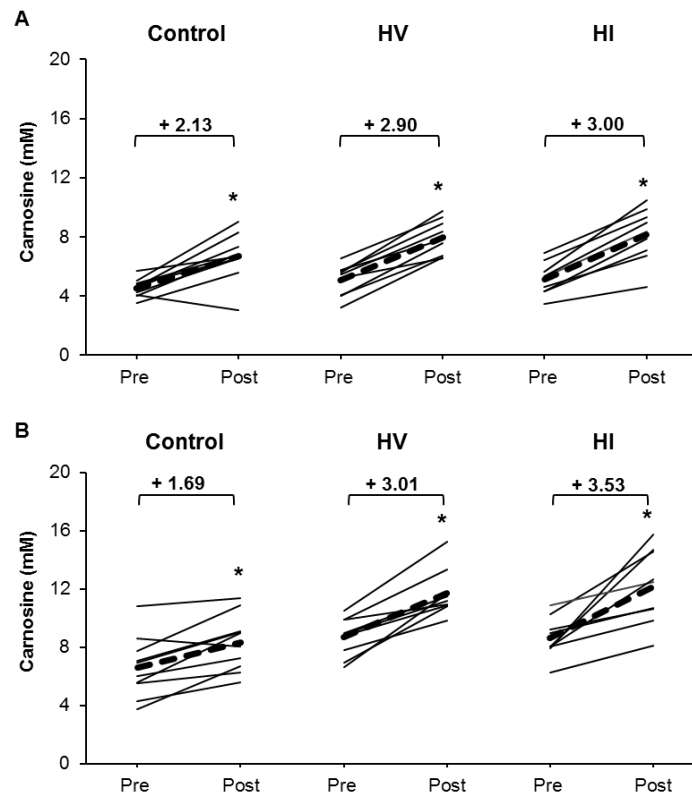 A
Control HV HI
20
+ 2.13 + 2.90 + 3.00
16
* * *
12
Carnosine (mM)
8
4
0
Pre Post Pre Post Pre Post
B
Control HV HI
20
+ 1.69 + 3.01 + 3.53
16
* * *
12
Carnosine (mM)
8
4
0
Pre Post Pre Post Pre Post